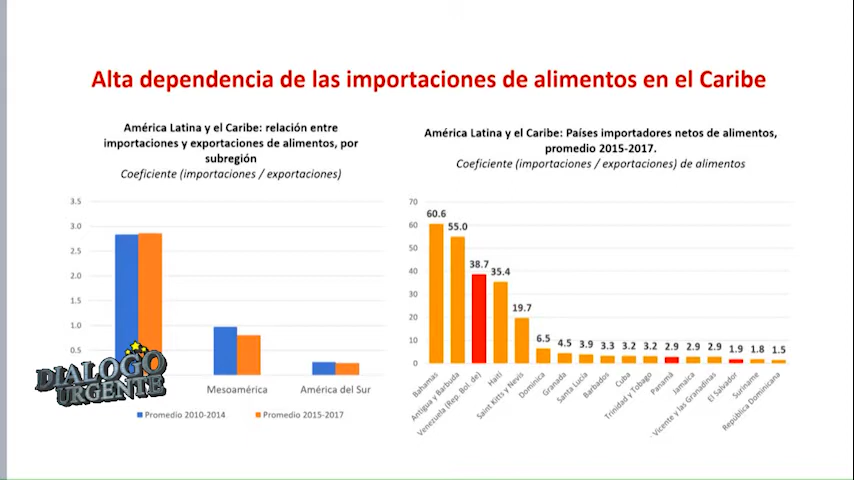 Alta dependencia de las importaciones de alimentos en el Caribe
América Latina y el Caribe: relación entre
importaciones y exportaciones de alimentos, por
subregión
Coeficiente (importaciones / exportaciones)
3.5
3.0
2.5
2.0
1.5
1.0
0.5
Mesoamérica
América del Sur
Promedio 2010-2014
Promedio 2015-2017
DIALOGO
URGENTE
América Latina y el Caribe: Países importadores netos de alimentos,
promedio 2015-2017.
Coeficiente (importaciones / exportaciones) de alimentos
70
60
50
40
30
20
10
0
60.6
55.0
38.7
35.4
19.7
6.5
4.5
3.9
3.3
3.2
3.2
2.9
2.9
2.9
1.9
1.8
1.5
Bahamas
Antigua y Barbuda
Venezuela (Rep. Bol. de)
Haití
Saint Kitts y Nevis
Dominica
Granada
Santa Lucía
Barbados
Cuba
Trinidad y Tobago
Panamá
Jamaica
Vicente y las Granadinas
El Salvador
Suriname
República Dominicana